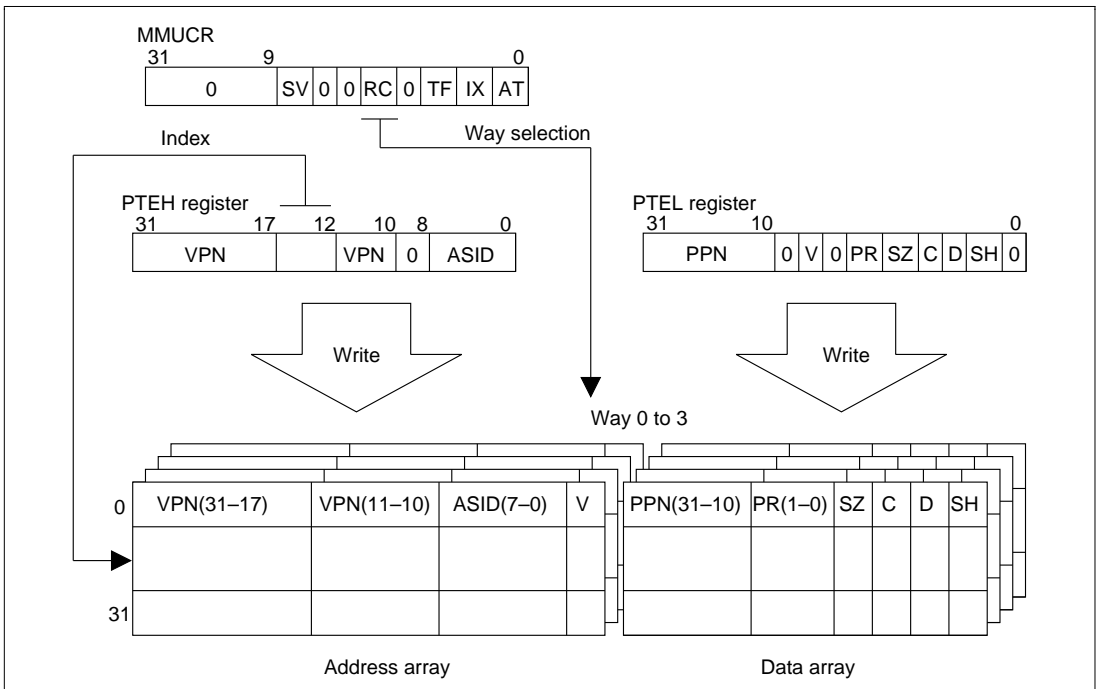 MMUCR
31 9 0
0 SV 0 0 RC 0 TF IX AT
Index
Way selection
PTEH register
31 17 12 10 8 0
VPN VPN 0 ASID
PTEL register
31 10 0
PPN 0 V 0 PR SZ C D SH 0
Write
Write
Way 0 to 3
0 VPN(31–17) VPN(11–10) ASID(7–0) V
PPN(31–10) PR(1–0) SZ C D SH
31
Address array
Data array